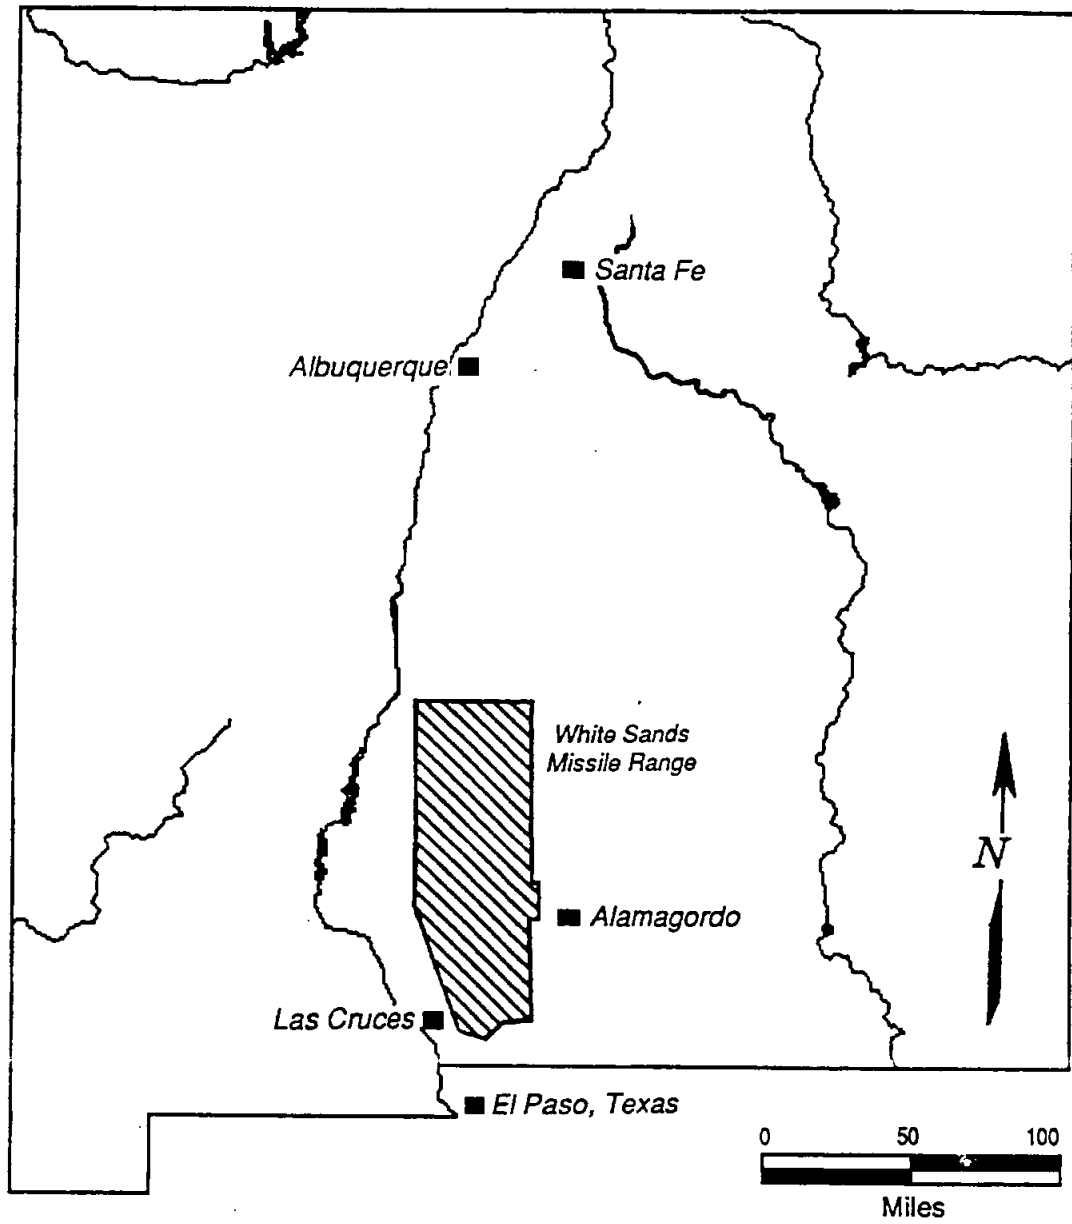 Santa Fe
Albuquerque
White Sands
Missile Range
N
Alamagordo
Las Cruces
El Paso, Texas
0 50 100
Miles